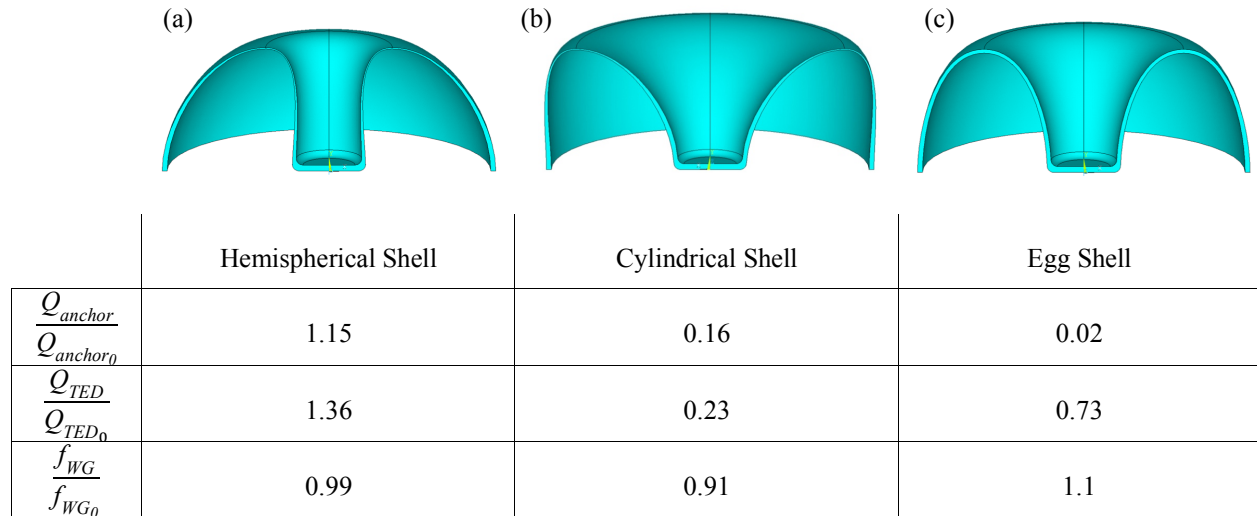 (a) (b) (c)
Hemispherical Shell Cylindrical Shell Egg Shell
Q_anchor / Q_anchor₀ 1.15 0.16 0.02
Q_TED / Q_TED₀ 1.36 0.23 0.73
f_WG / f_WG₀ 0.99 0.91 1.1